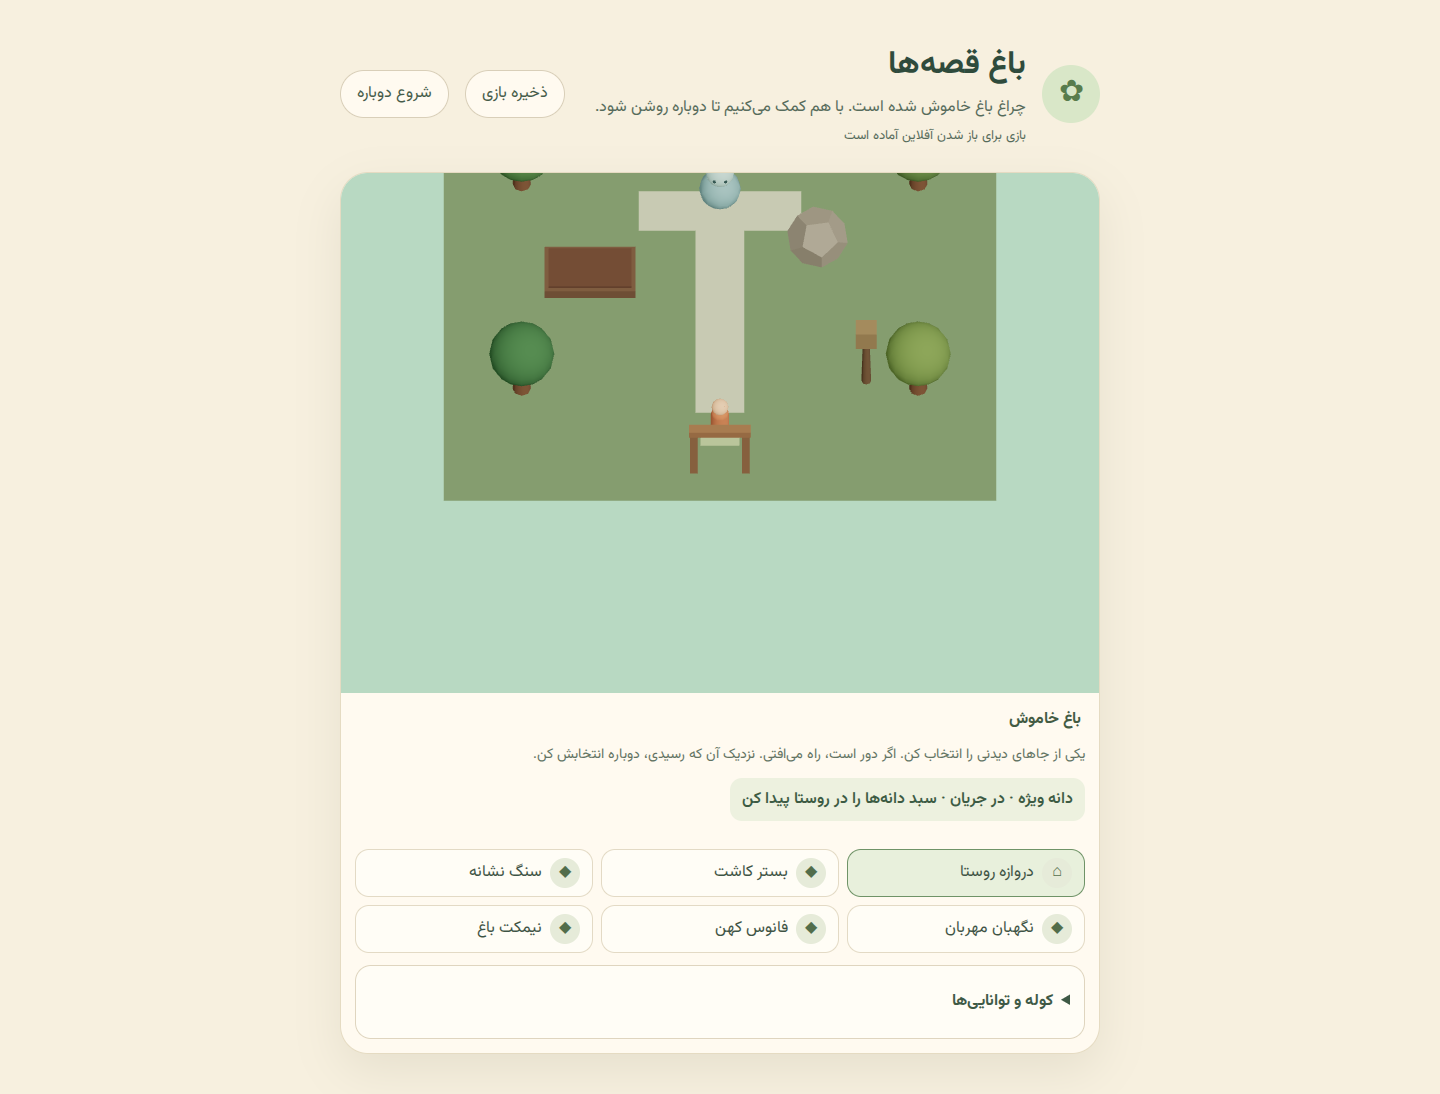 باغ قصه‌ها
چراغ باغ خاموش شده است. با هم کمک می‌کنیم تا دوباره روشن شود.
بازی برای باز شدن آفلاین آماده است
ذخیره بازی
شروع دوباره
باغ خاموش
یکی از جاهای دیدنی را انتخاب کن. اگر دور است، راه می‌افتی. نزدیک آن که رسیدی، دوباره انتخابش کن.
دانه ویژه · در جریان · سبد دانه‌ها را در روستا پیدا کن
دروازه روستا
بستر کاشت
سنگ نشانه
نگهبان مهربان
فانوس کهن
نیمکت باغ
کوله و توانایی‌ها